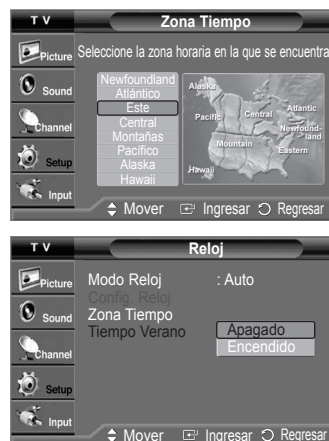 T V
Zona Tiempo
Picture
Sound
Channel
Setup
Input
Seleccione la zona horaria en la que se encuentra
Newfoundland
Atlántico
Este
Central
Montañas
Pacífico
Alaska
Hawaii
Alaska
Pacific
Central
Atlantic
Newfound-
land
Mountain
Eastern
Hawaii
Mover Ingresar Regresar
T V
Reloj
Picture
Sound
Channel
Setup
Input
Modo Reloj : Auto
Config. Reloj
Zona Tiempo
Tiempo Verano
Apagado
Encendido
Mover Ingresar Regresar